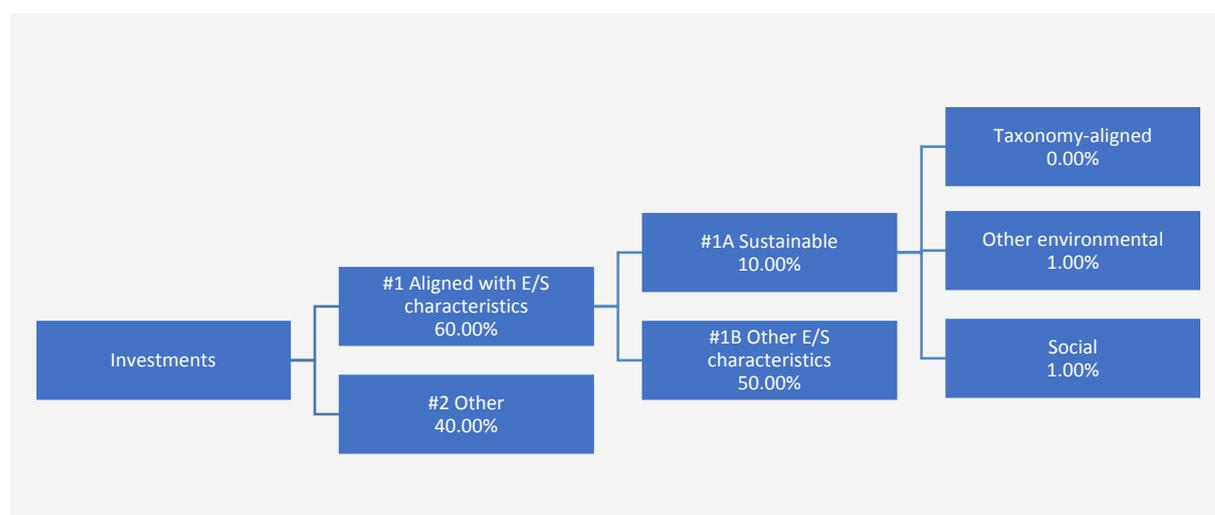 Investments
#1 Aligned with E/S
characteristics
60.00%
#2 Other
40.00%
#1A Sustainable
10.00%
#1B Other E/S
characteristics
50.00%
Taxonomy-aligned
0.00%
Other environmental
1.00%
Social
1.00%